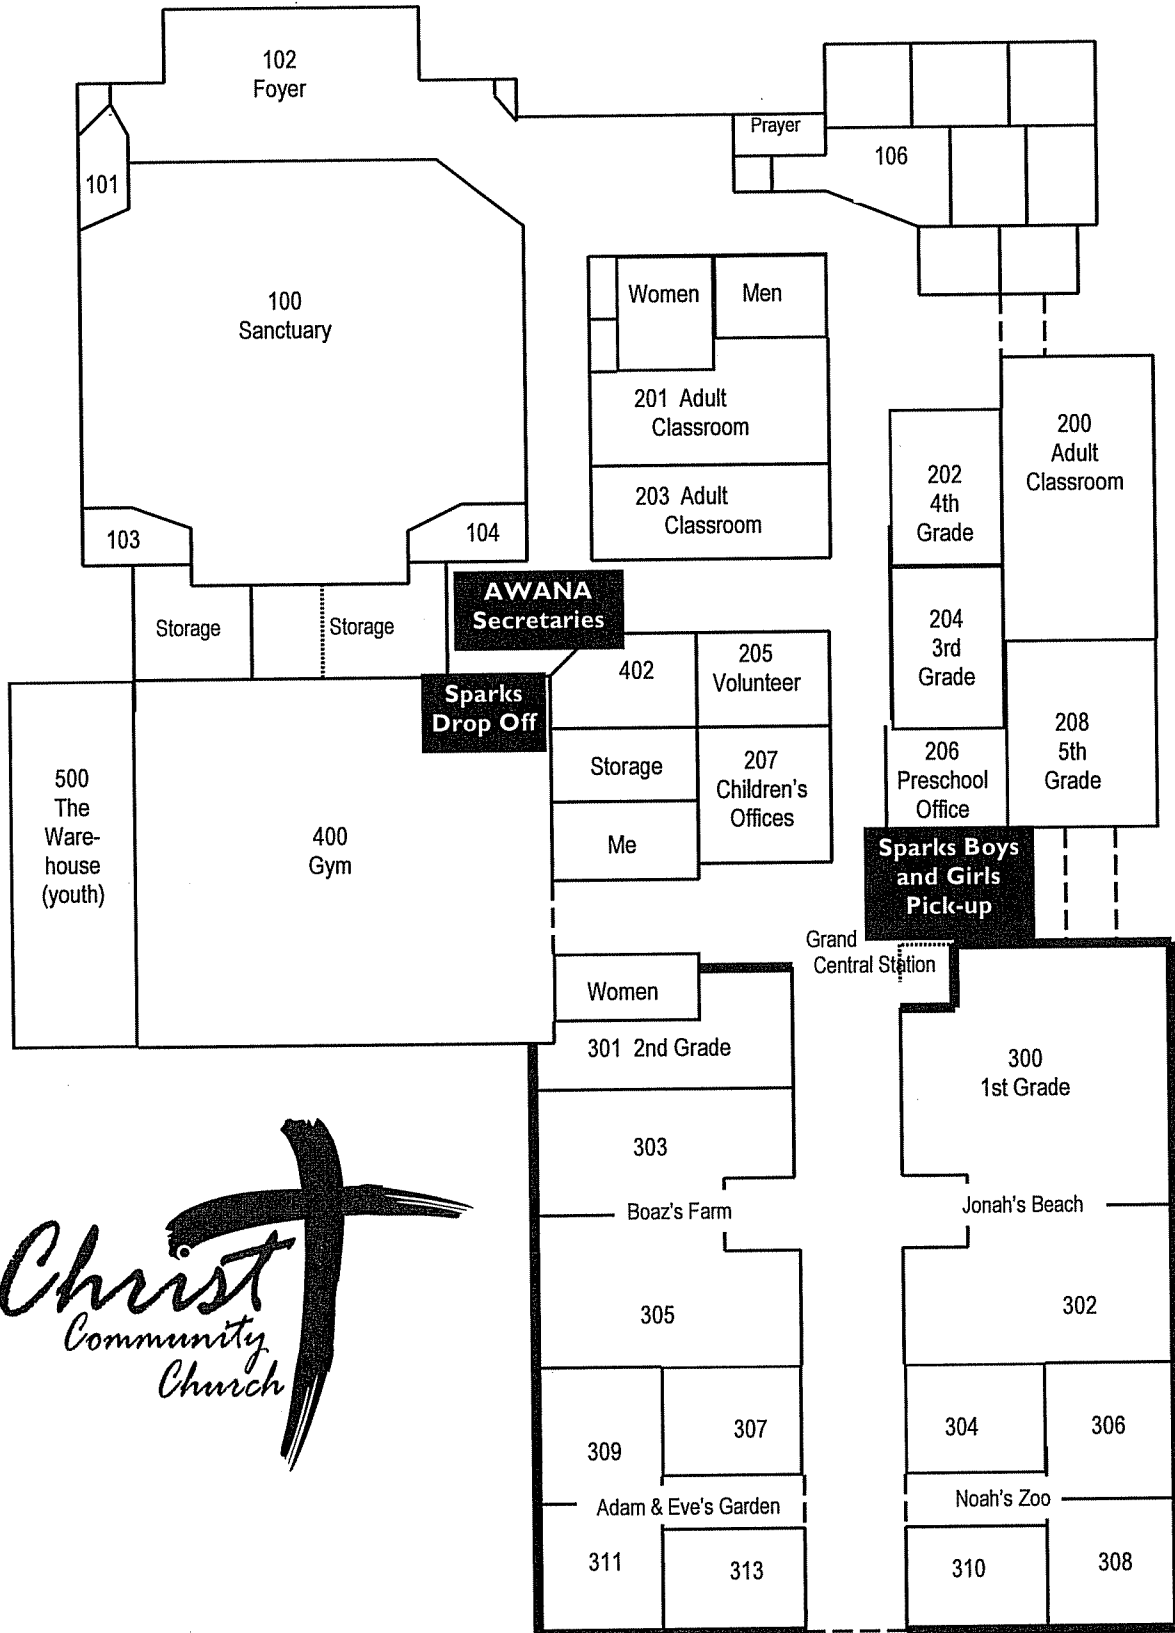 102
Foyer
Prayer
106
101
100
Sanctuary
Women
Men
201 Adult
Classroom
203 Adult
Classroom
200
Adult
Classroom
202
4th
Grade
103
104
AWANA
Secretaries
Storage
Storage
204
3rd
Grade
402
205
Volunteer
Sparks
Drop Off
500
The
Ware-
house
(youth)
400
Gym
Storage
207
Children's
Offices
Me
206
Preschool
Office
208
5th
Grade
Sparks Boys
and Girls
Pick-up
Grand
Central Station
Women
301 2nd Grade
300
1st Grade
303
Boaz's Farm
Jonah's Beach
305
302
Christ
Community
Church
309
307
304
306
Adam & Eve's Garden
Noah's Zoo
311
313
310
308